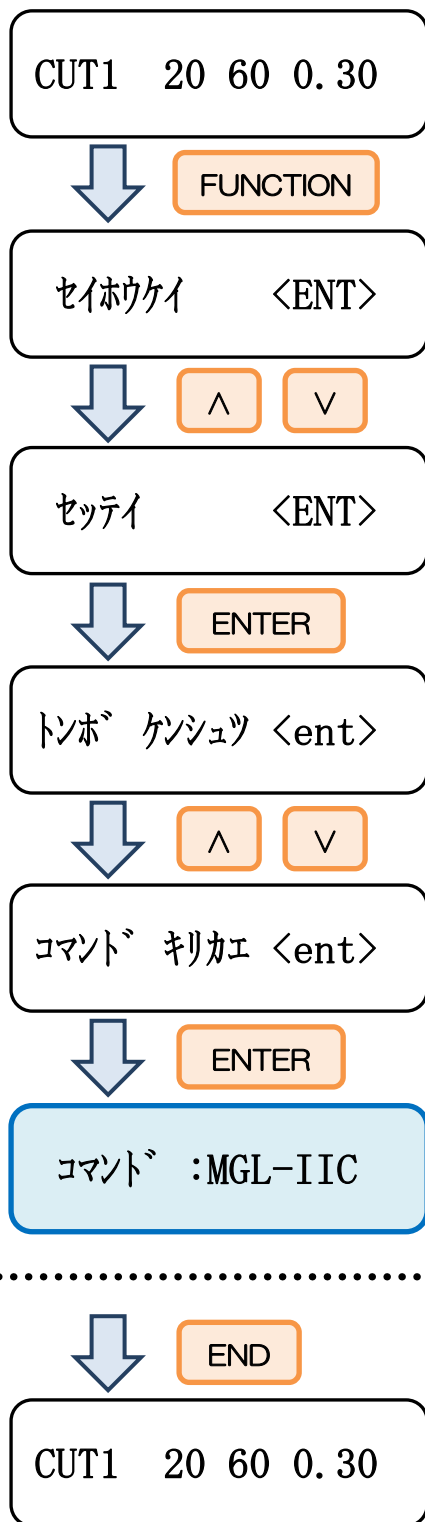 CUT1 20 60 0.30
FUNCTION
セイホウケイ <ENT>
∧ ∨
セッテイ <ENT>
ENTER
トンボ ケンシュツ <ent>
∧ ∨
コマンド キリカエ <ent>
ENTER
コマンド :MGL-IIC
END
CUT1 20 60 0.30